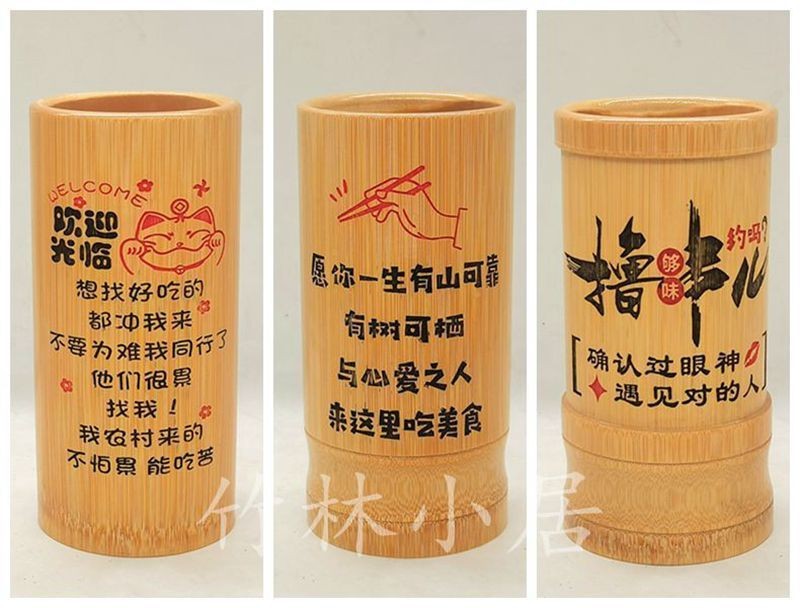 WELCOME
欢迎
光临
想找好吃的
都冲我来
不要为难我同行了
他们很累
找我！
我农村来的
不怕累 能吃苦
愿你一生有山可靠
有树可栖
与心爱之人
来这里吃美食
约吗?
撸串儿
够味
[确认过眼神
遇见对的人]
竹林小居